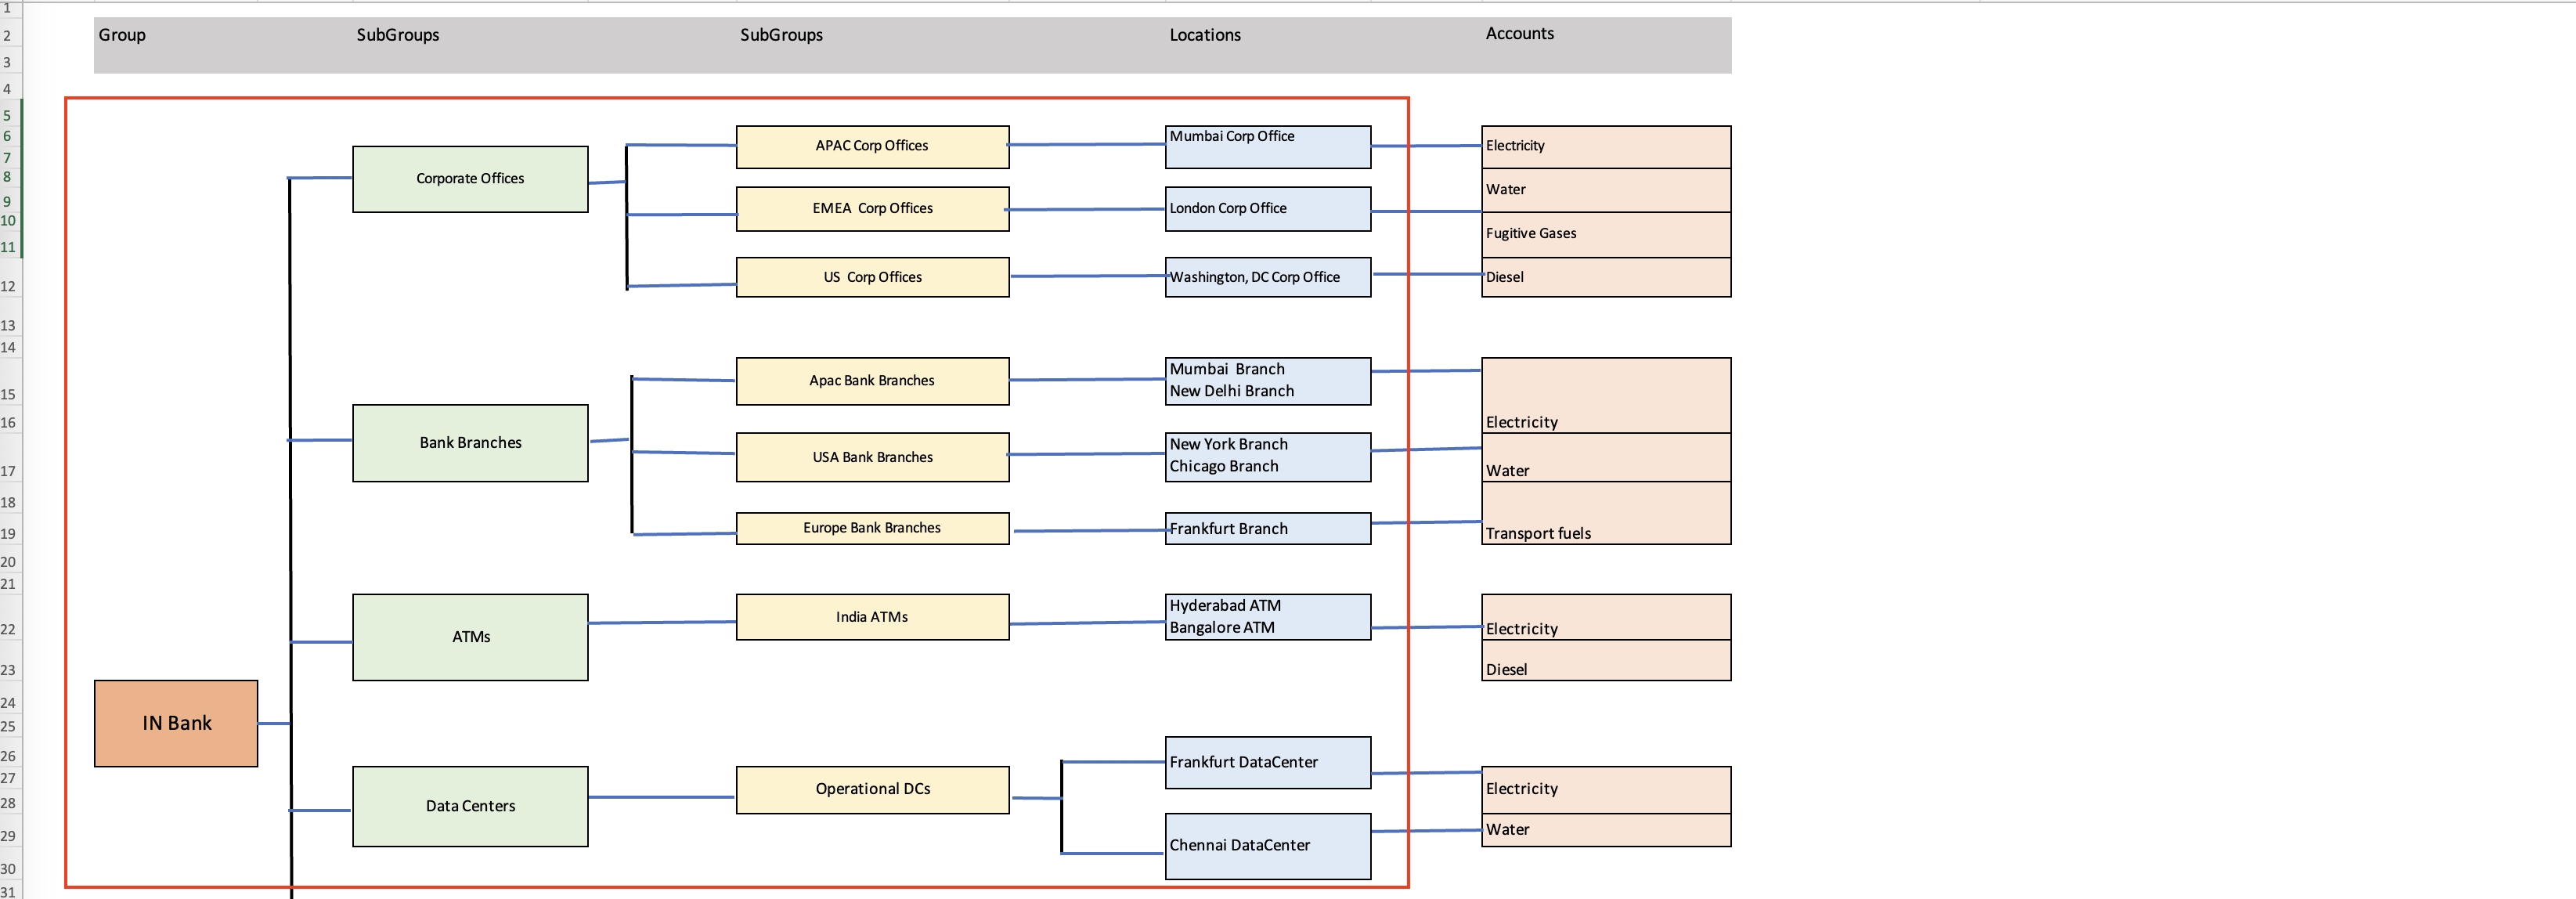 1
2
3
4
5
6
7
8
9
10
11
12
13
14
15
16
17
18
19
20
21
22
23
24
25
26
27
28
29
30
31
Group SubGroups SubGroups Locations Accounts
IN Bank
Corporate Offices
APAC Corp Offices
Mumbai Corp Office
EMEA  Corp Offices
London Corp Office
US  Corp Offices
Washington, DC Corp Office
Electricity
Water
Fugitive Gases
Diesel
Bank Branches
Apac Bank Branches
Mumbai  Branch
New Delhi Branch
USA Bank Branches
New York Branch
Chicago Branch
Europe Bank Branches
Frankfurt Branch
Electricity
Water
Transport fuels
ATMs
India ATMs
Hyderabad ATM
Bangalore ATM
Electricity
Diesel
Data Centers
Operational DCs
Frankfurt DataCenter
Chennai DataCenter
Electricity
Water